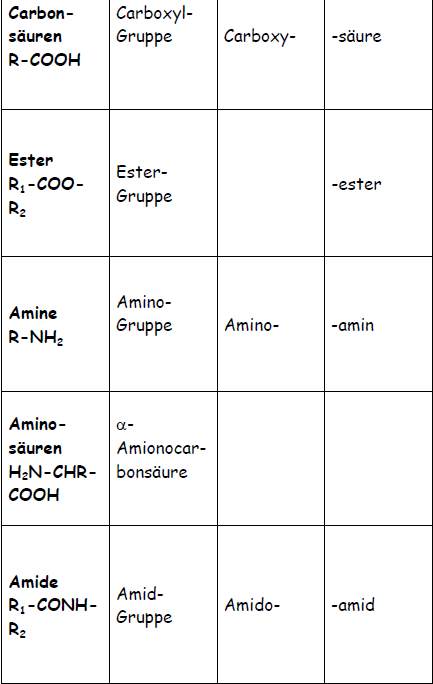 Carbon-
säuren
R-COOH
Carboxyl-
Gruppe
Carboxy-
-säure
Ester
R₁-COO-
R₂
Ester-
Gruppe
-ester
Amine
R-NH₂
Amino-
Gruppe
Amino-
-amin
Amino-
säuren
H₂N-CHR-
COOH
α-
Amionocar-
bonsäure
Amide
R₁-CONH-
R₂
Amid-
Gruppe
Amido-
-amid